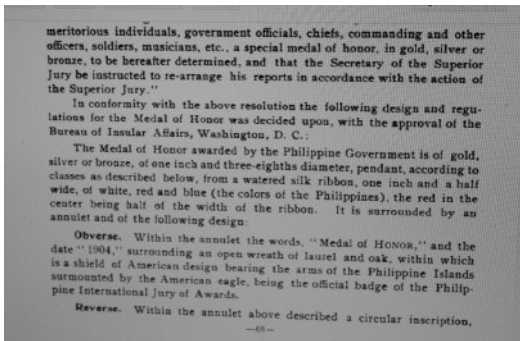 meritorious individuals, government officials, chiefs, commanding and other
officers, soldiers, musicians, etc., a special medal of honor, in gold, silver or
bronze, to be hereafter determined, and that the Secretary of the Superior
Jury be instructed to re-arrange his reports in accordance with the action of
the Superior Jury."
In conformity with the above resolution the following design and regu-
lations for the Medal of Honor was decided upon, with the approval of the
Bureau of Insular Affairs, Washington, D. C.:
The Medal of Honor awarded by the Philippine Government is of gold,
silver or bronze, of one inch and three-eighths diameter, pendant, according to
classes as described below, from a watered silk ribbon, one inch and a half
wide, of white, red and blue (the colors of the Philippines), the red in the
center being half of the width of the ribbon. It is surrounded by an
annulet and of the following design:
Obverse. Within the annulet the words, "Medal of HONOR," and the
date "1904," surrounding an open wreath of laurel and oak, within which
is a shield of American design bearing the arms of the Philippine Islands
surmounted by the American eagle, being the official badge of the Philip-
pine International Jury of Awards.
Reverse. Within the annulet above described a circular inscription,
—68—